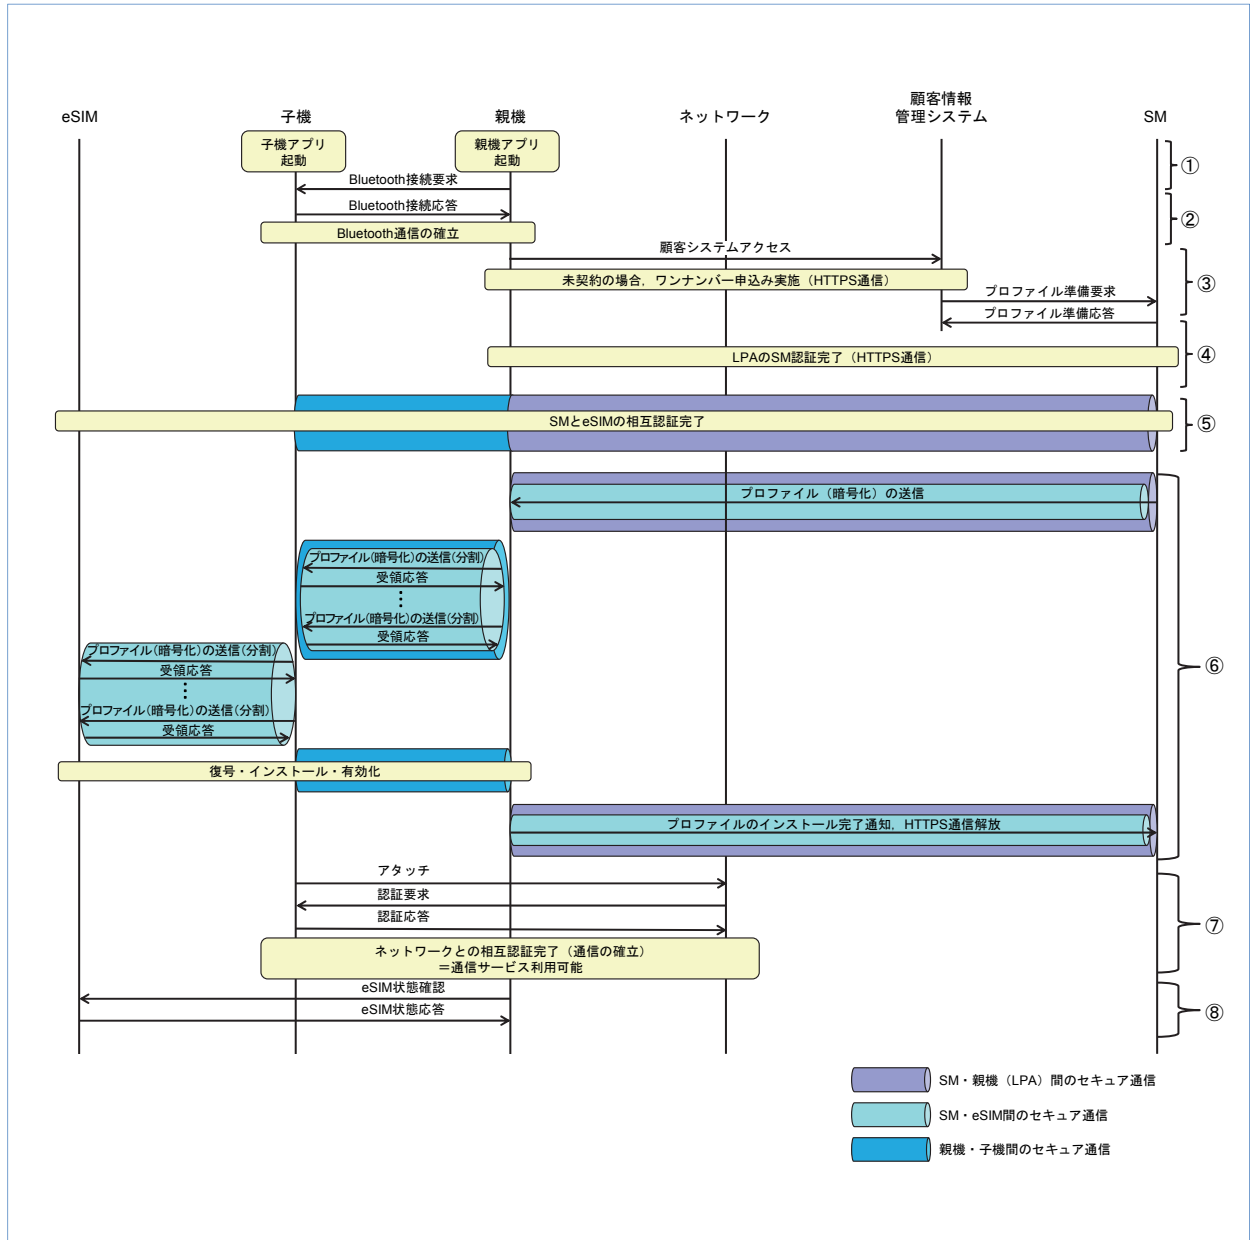 eSIM
子機
親機
ネットワーク
顧客情報
管理システム
SM
子機アプリ
起動
親機アプリ
起動
①
Bluetooth接続要求
Bluetooth接続応答
②
Bluetooth通信の確立
顧客システムアクセス
未契約の場合，ワンナンバー申込み実施（HTTPS通信）
③
プロファイル準備要求
プロファイル準備応答
LPAのSM認証完了（HTTPS通信）
④
SMとeSIMの相互認証完了
⑤
プロファイル（暗号化）の送信
プロファイル(暗号化)の送信(分割)
受領応答
⋮
プロファイル(暗号化)の送信(分割)
受領応答
プロファイル(暗号化)の送信(分割)
受領応答
⋮
プロファイル(暗号化)の送信(分割)
受領応答
⑥
復号・インストール・有効化
プロファイルのインストール完了通知，HTTPS通信解放
アタッチ
認証要求
認証応答
⑦
ネットワークとの相互認証完了（通信の確立）
＝通信サービス利用可能
eSIM状態確認
eSIM状態応答
⑧
SM・親機（LPA）間のセキュア通信
SM・eSIM間のセキュア通信
親機・子機間のセキュア通信